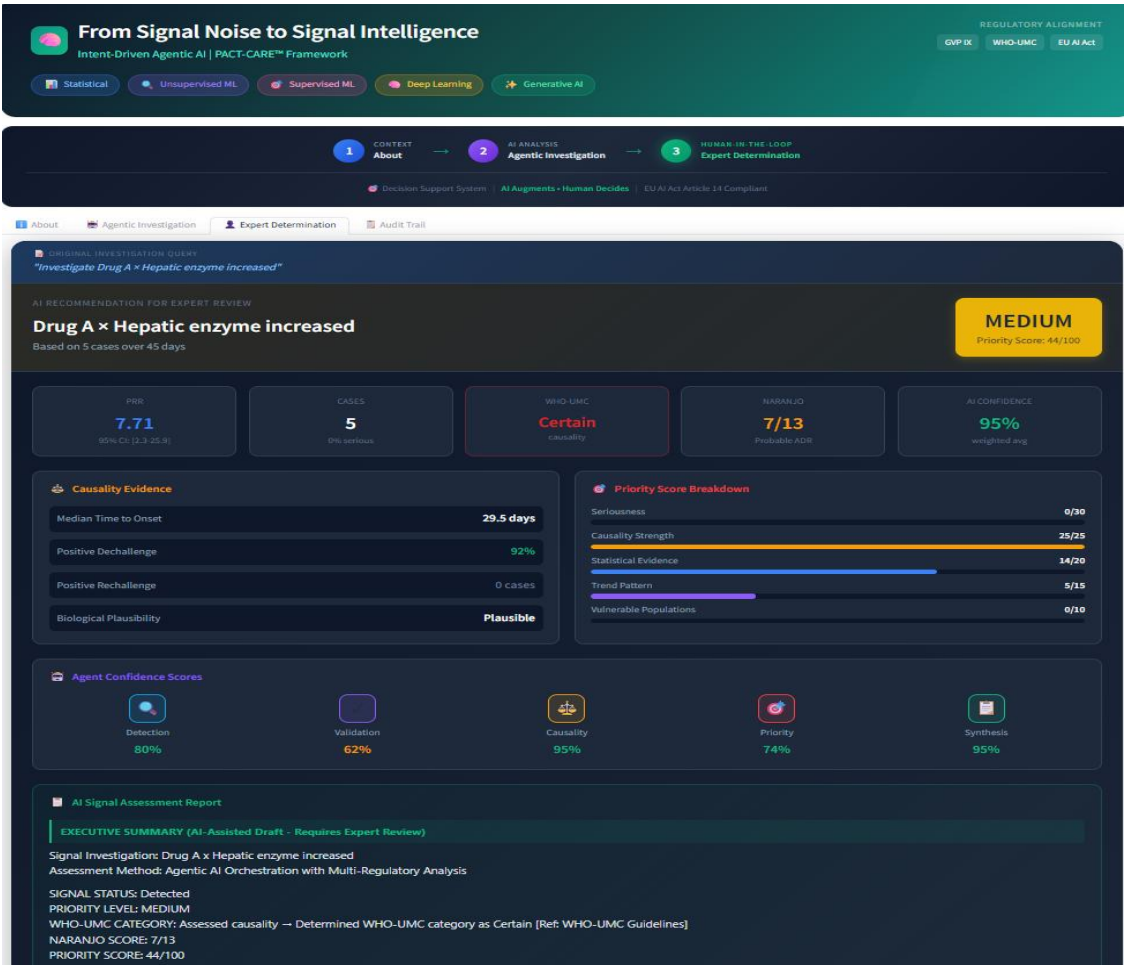 From Signal Noise to Signal Intelligence
Intent-Driven Agentic AI | PACT-CARE™ Framework
REGULATORY ALIGNMENT
GVP IX WHO-UMC EU AI Act
Statistical Unsupervised ML Supervised ML Deep Learning Generative AI
1 CONTEXT About → 2 AI ANALYSIS Agentic Investigation → 3 HUMAN-IN-THE-LOOP Expert Determination
Decision Support System | AI Augments • Human Decides | EU AI Act Article 14 Compliant
About Agentic Investigation Expert Determination Audit Trail
ORIGINAL INVESTIGATION QUERY
"Investigate Drug A × Hepatic enzyme increased"
AI RECOMMENDATION FOR EXPERT REVIEW
Drug A × Hepatic enzyme increased
Based on 5 cases over 45 days
MEDIUM
Priority Score: 44/100
PRR
7.71
95% CI: [2.3-25.9]
CASES
5
0% serious
WHO-UMC
Certain
causality
NARANJO
7/13
Probable ADR
AI CONFIDENCE
95%
weighted avg
Causality Evidence
Median Time to Onset 29.5 days
Positive Dechallenge 92%
Positive Rechallenge 0 cases
Biological Plausibility Plausible
Priority Score Breakdown
Seriousness 0/30
Causality Strength 25/25
Statistical Evidence 14/20
Trend Pattern 5/15
Vulnerable Populations 0/10
Agent Confidence Scores
Detection
80%
Validation
62%
Causality
95%
Priority
74%
Synthesis
95%
AI Signal Assessment Report
EXECUTIVE SUMMARY (AI-Assisted Draft - Requires Expert Review)
Signal Investigation: Drug A x Hepatic enzyme increased
Assessment Method: Agentic AI Orchestration with Multi-Regulatory Analysis
SIGNAL STATUS: Detected
PRIORITY LEVEL: MEDIUM
WHO-UMC CATEGORY: Assessed causality → Determined WHO-UMC category as Certain [Ref: WHO-UMC Guidelines]
NARANJO SCORE: 7/13
PRIORITY SCORE: 44/100